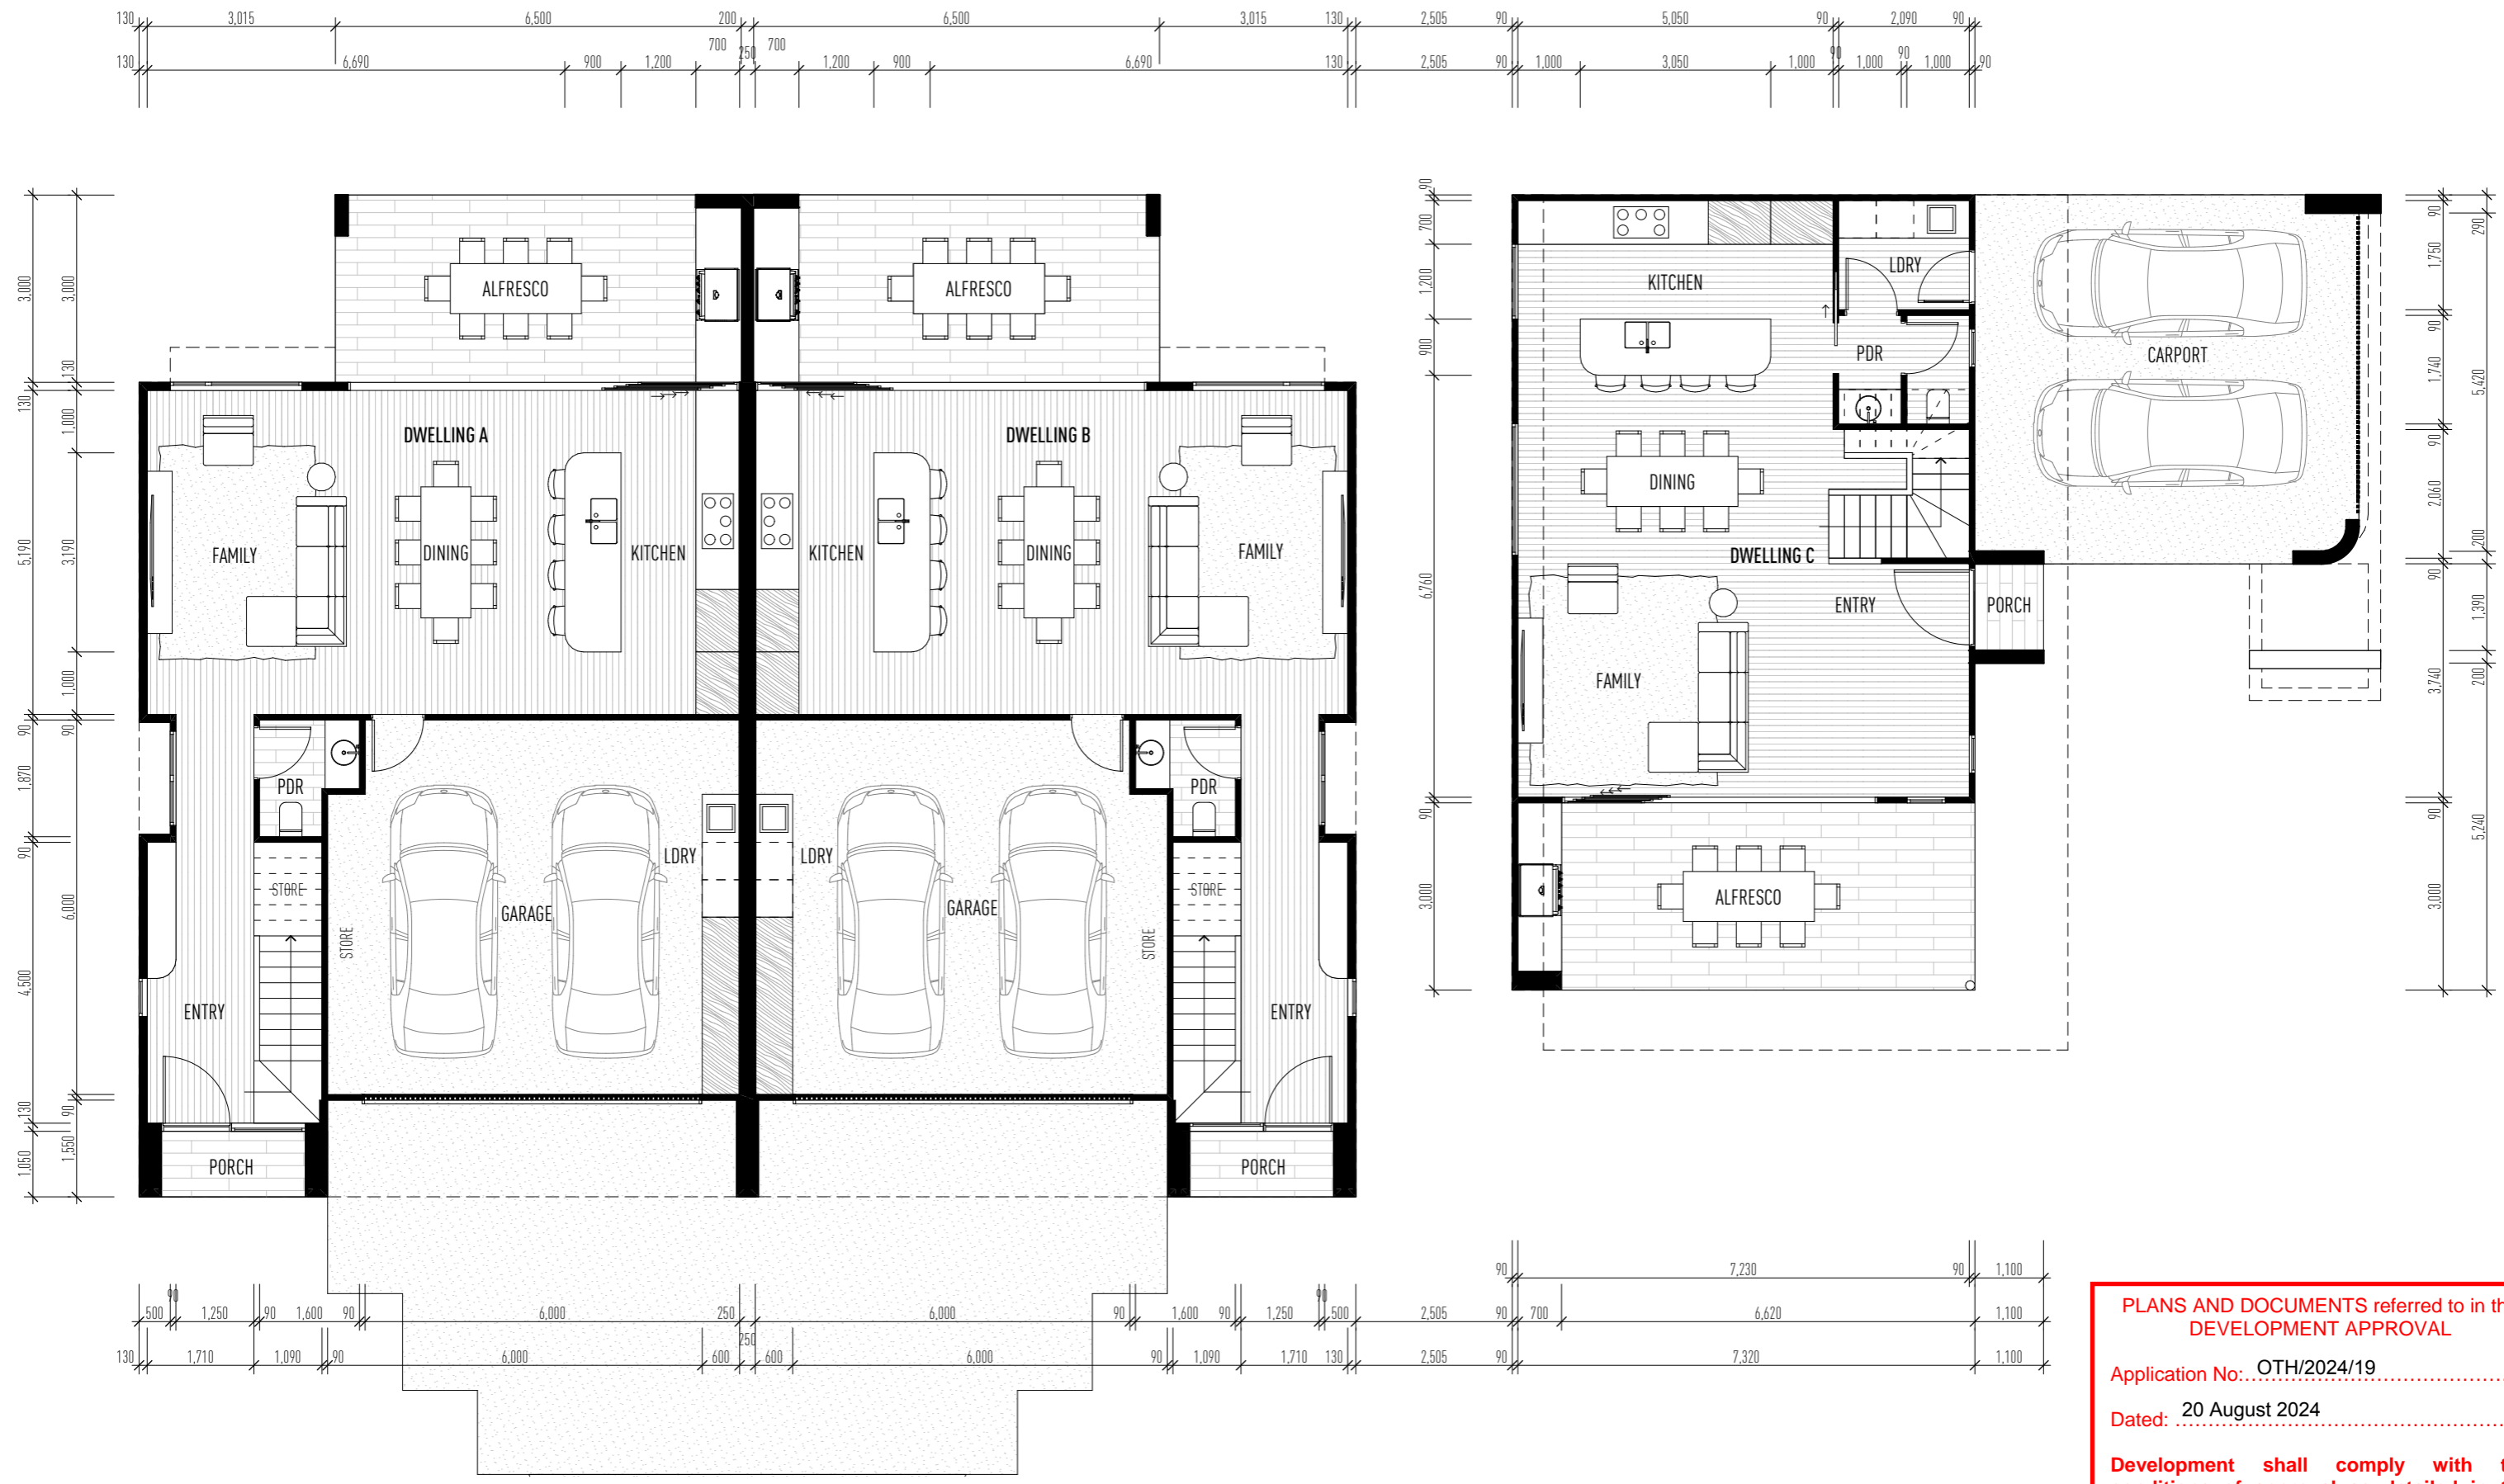 130 3,015 6,500 200 6,500 3,015 130 2,505 90 5,050 90 2,090 90
130 6,690 900 1,200 700 250 700 1,200 900 6,690 130 2,505 90 1,000 3,050 1,000 90 1,000 90 1,000 90
3,000
130
5,190
90
1,870
90
4,500
130
1,050
3,000
130
1,000
3,190
1,000
90
6,000
90
1,550
ALFRESCO
ALFRESCO
DWELLING A
DWELLING B
FAMILY
DINING
KITCHEN
KITCHEN
DINING
FAMILY
PDR
PDR
LDRY
LDRY
STORE
STORE
GARAGE
GARAGE
STORE
STORE
ENTRY
ENTRY
PORCH
PORCH
90
700
1,200
900
6,760
90
3,000
KITCHEN
LDRY
PDR
CARPORT
DINING
DWELLING C
ENTRY
PORCH
FAMILY
ALFRESCO
90
1,750
90
1,740
90
2,060
90
3,740
90
3,000
290
5,420
200
1,390
200
5,240
90 7,230 90 1,100
500 90 1,250 90 1,600 90 6,000 250 6,000 90 1,600 90 1,250 90 500 2,505 90 700 6,620 1,100
130 1,710 1,090 90 6,000 600 250 600 6,000 90 1,090 1,710 130 2,505 90 7,320 1,100
PLANS AND DOCUMENTS referred to in th
DEVELOPMENT APPROVAL
Application No: OTH/2024/19
Dated: 20 August 2024
Development shall comply with